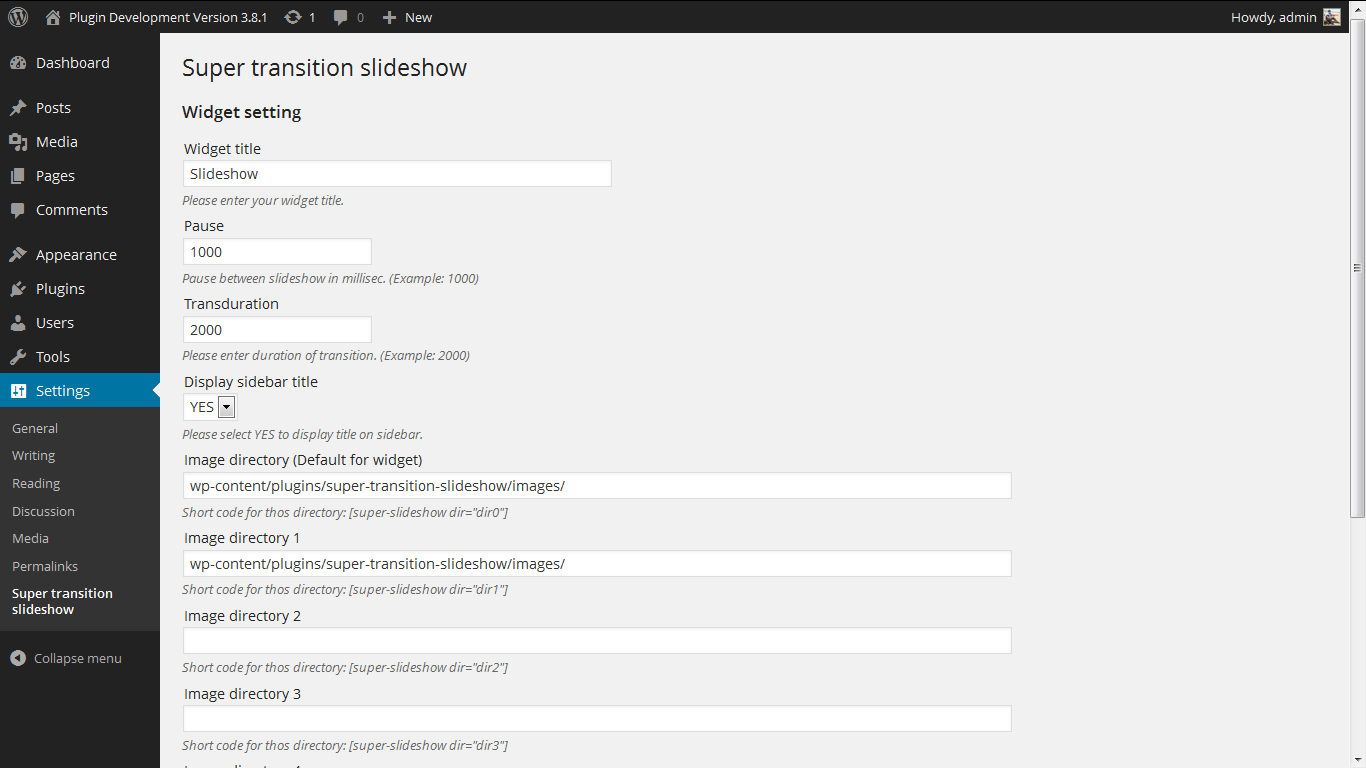 Plugin Development Version 3.8.1 1 0 New Howdy, admin
Dashboard
Posts
Media
Pages
Comments
Appearance
Plugins
Users
Tools
Settings
General
Writing
Reading
Discussion
Media
Permalinks
Super transition
slideshow
Collapse menu
Super transition slideshow
Widget setting
Widget title
Slideshow
Please enter your widget title.
Pause
1000
Pause between slideshow in millisec. (Example: 1000)
Transduration
2000
Please enter duration of transition. (Example: 2000)
Display sidebar title
YES
Please select YES to display title on sidebar.
Image directory (Default for widget)
wp-content/plugins/super-transition-slideshow/images/
Short code for thos directory: [super-slideshow dir="dir0"]
Image directory 1
wp-content/plugins/super-transition-slideshow/images/
Short code for thos directory: [super-slideshow dir="dir1"]
Image directory 2
Short code for thos directory: [super-slideshow dir="dir2"]
Image directory 3
Short code for thos directory: [super-slideshow dir="dir3"]